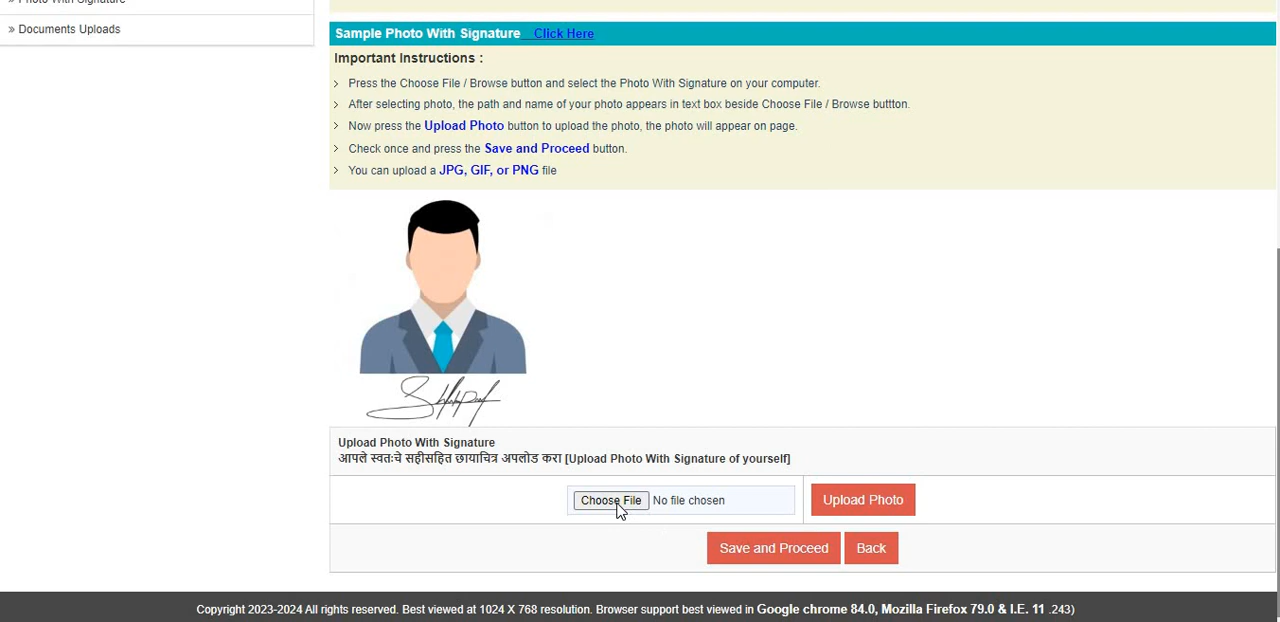 » Photo With Signature
» Documents Uploads
Sample Photo With Signature Click Here
Important Instructions :
Press the Choose File / Browse button and select the Photo With Signature on your computer.
After selecting photo, the path and name of your photo appears in text box beside Choose File / Browse buttton.
Now press the Upload Photo button to upload the photo, the photo will appear on page.
Check once and press the Save and Proceed button.
You can upload a JPG, GIF, or PNG file
Upload Photo With Signature
आपले स्वतःचे सहीसहित छायाचित्र अपलोड करा [Upload Photo With Signature of yourself]
Choose File No file chosen Upload Photo
Save and Proceed Back
Copyright 2023-2024 All rights reserved. Best viewed at 1024 X 768 resolution. Browser support best viewed in Google chrome 84.0, Mozilla Firefox 79.0 & I.E. 11 .243)